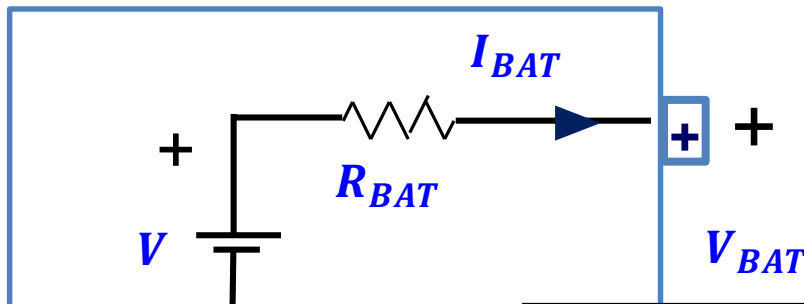 I_BAT
+ + +
R_BAT
V
V_BAT